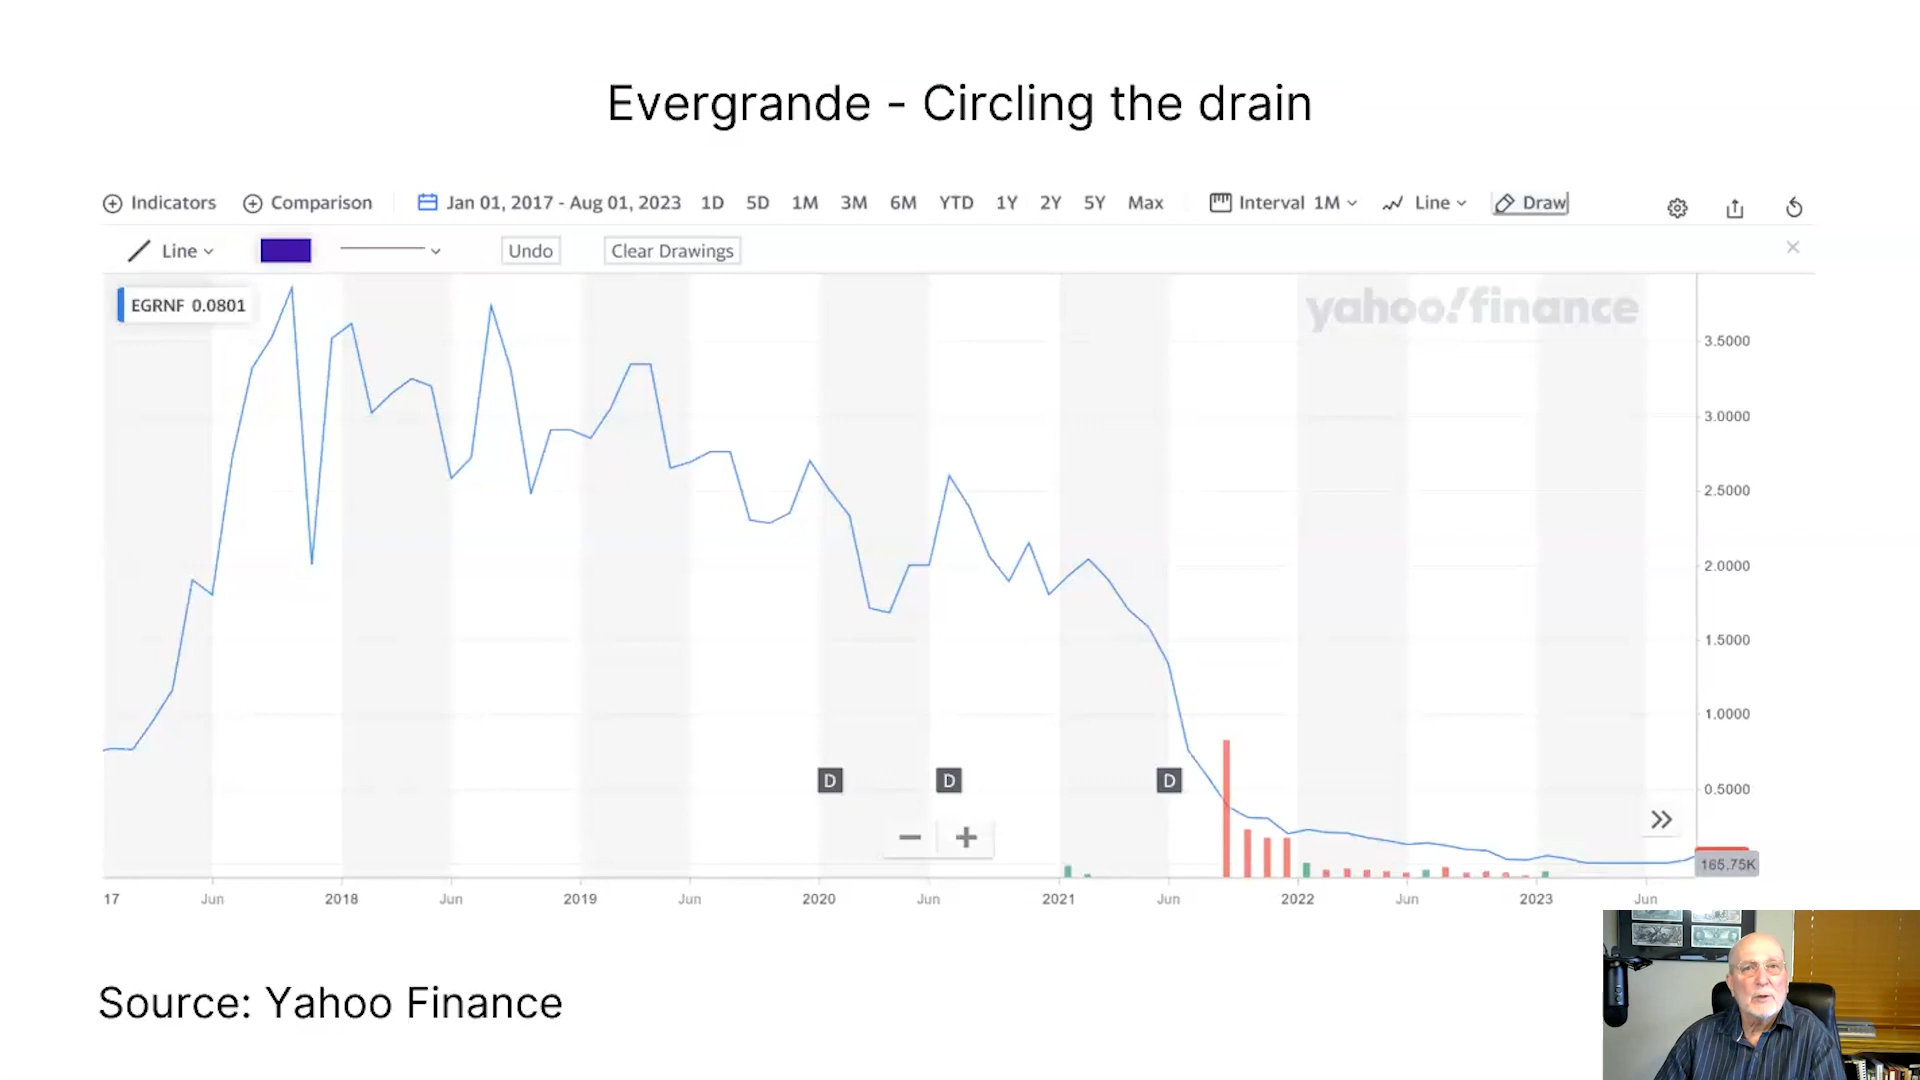 Evergrande - Circling the drain
Indicators Comparison Jan 01, 2017 - Aug 01, 2023 1D 5D 1M 3M 6M YTD 1Y 2Y 5Y Max Interval 1M Line Draw
Line Undo Clear Drawings
EGRNF 0.0801
yahoo!finance
3.5000
3.0000
2.5000
2.0000
1.5000
1.0000
D D D
0.5000
165.75K
17 Jun 2018 Jun 2019 Jun 2020 Jun 2021 Jun 2022 Jun 2023 Jun
Source: Yahoo Finance